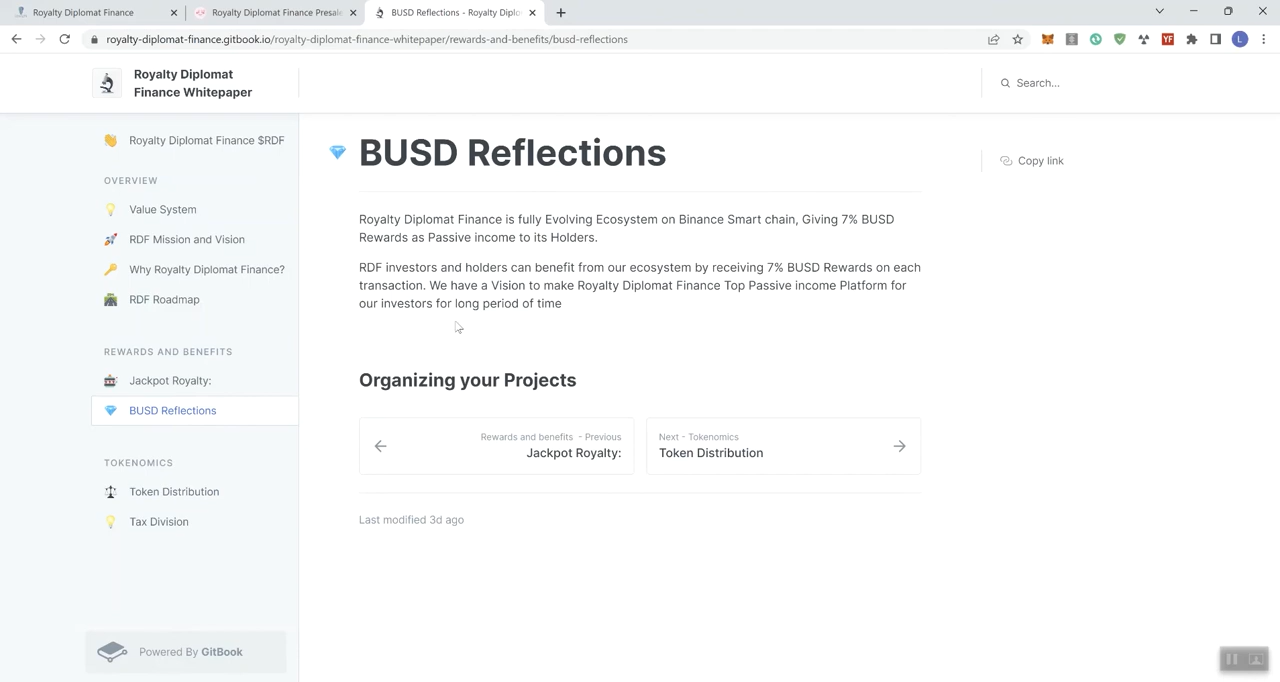 Royalty Diplomat Finance
Royalty Diplomat Finance Presale
BUSD Reflections - Royalty Diplo
royalty-diplomat-finance.gitbook.io/royalty-diplomat-finance-whitepaper/rewards-and-benefits/busd-reflections
YF
L
Royalty Diplomat
Finance Whitepaper
Search...
Royalty Diplomat Finance $RDF
OVERVIEW
Value System
RDF Mission and Vision
Why Royalty Diplomat Finance?
RDF Roadmap
REWARDS AND BENEFITS
Jackpot Royalty:
BUSD Reflections
TOKENOMICS
Token Distribution
Tax Division
Powered By GitBook
BUSD Reflections
Copy link
Royalty Diplomat Finance is fully Evolving Ecosystem on Binance Smart chain, Giving 7% BUSD
Rewards as Passive income to its Holders.
RDF investors and holders can benefit from our ecosystem by receiving 7% BUSD Rewards on each
transaction. We have a Vision to make Royalty Diplomat Finance Top Passive income Platform for
our investors for long period of time
Organizing your Projects
Rewards and benefits - Previous
Jackpot Royalty:
Next - Tokenomics
Token Distribution
Last modified 3d ago